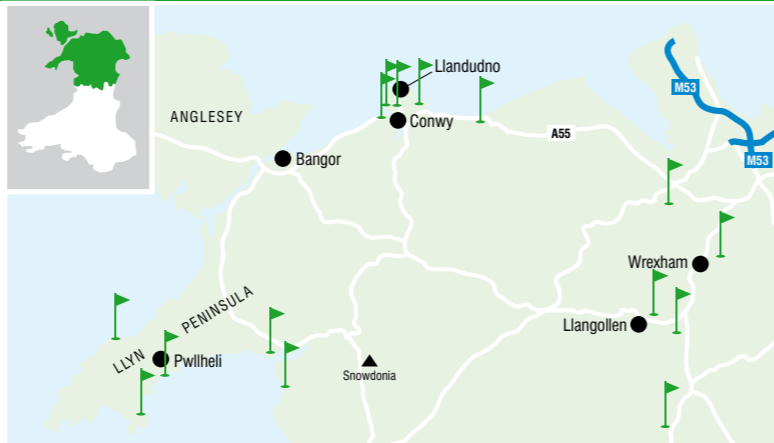 M53
Llandudno
ANGLESEY
Conwy
A55
M53
Bangor
Wrexham
LLYN PENINSULA
Llangollen
Pwllheli
Snowdonia